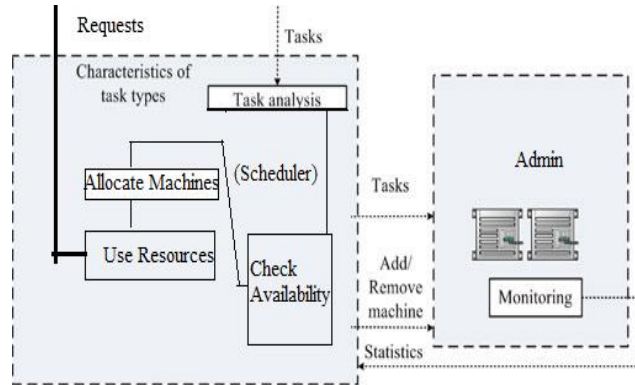 Requests
Tasks
Characteristics of
task types
Task analysis
Admin
(Scheduler)
Allocate Machines
Tasks
Use Resources
Check
Availability
Add/
Remove
machine
Monitoring
Statistics